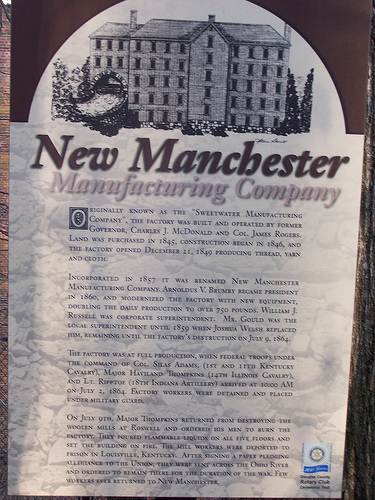 New Manchester
Manufacturing Company
Originally known as the "Sweetwater Manufacturing
Company", the factory was built and operated by former
Governor, Charles J. McDonald and Col. James Rogers.
Land was purchased in 1845, construction began in 1846, and
the factory opened December 21, 1849 producing thread, yarn
and cloth.
Incorporated in 1857 it was renamed New Manchester
Manufacturing Company. Arnoldus V. Brumby became president
in 1860, and modernized the factory with new equipment,
doubling the daily production to over 750 pounds. William J.
Russell was corporate superintendent. Mr. Gould was the
local superintendent until 1859 when Joshua Welsh replaced
him, remaining until the factory's destruction on July 9, 1864.
The factory was at full production, when federal troops under
the command of Col. Silas Adams, (1st and 11th Kentucky
Cavalry), Major Haviland Thompkins (14th Illinois Cavalry),
and Lt. Rippetoe (18th Indiana Artillery) arrived at 10:00 AM
on July 2, 1864. Factory workers were detained and placed
under military guard.
On July 9th, Major Thompkins returned from destroying the
woolen mills at Roswell and ordered his men to burn the
factory. They poured flammable liquids on all five floors and
set the building on fire. The mill workers were deported to
prison in Louisville, Kentucky. After signing a paper pledging
allegiance to the Union, they were sent across the Ohio River
and ordered to remain there for the duration of the war. Few
workers ever returned to New Manchester.
Douglas County
Rotary Club